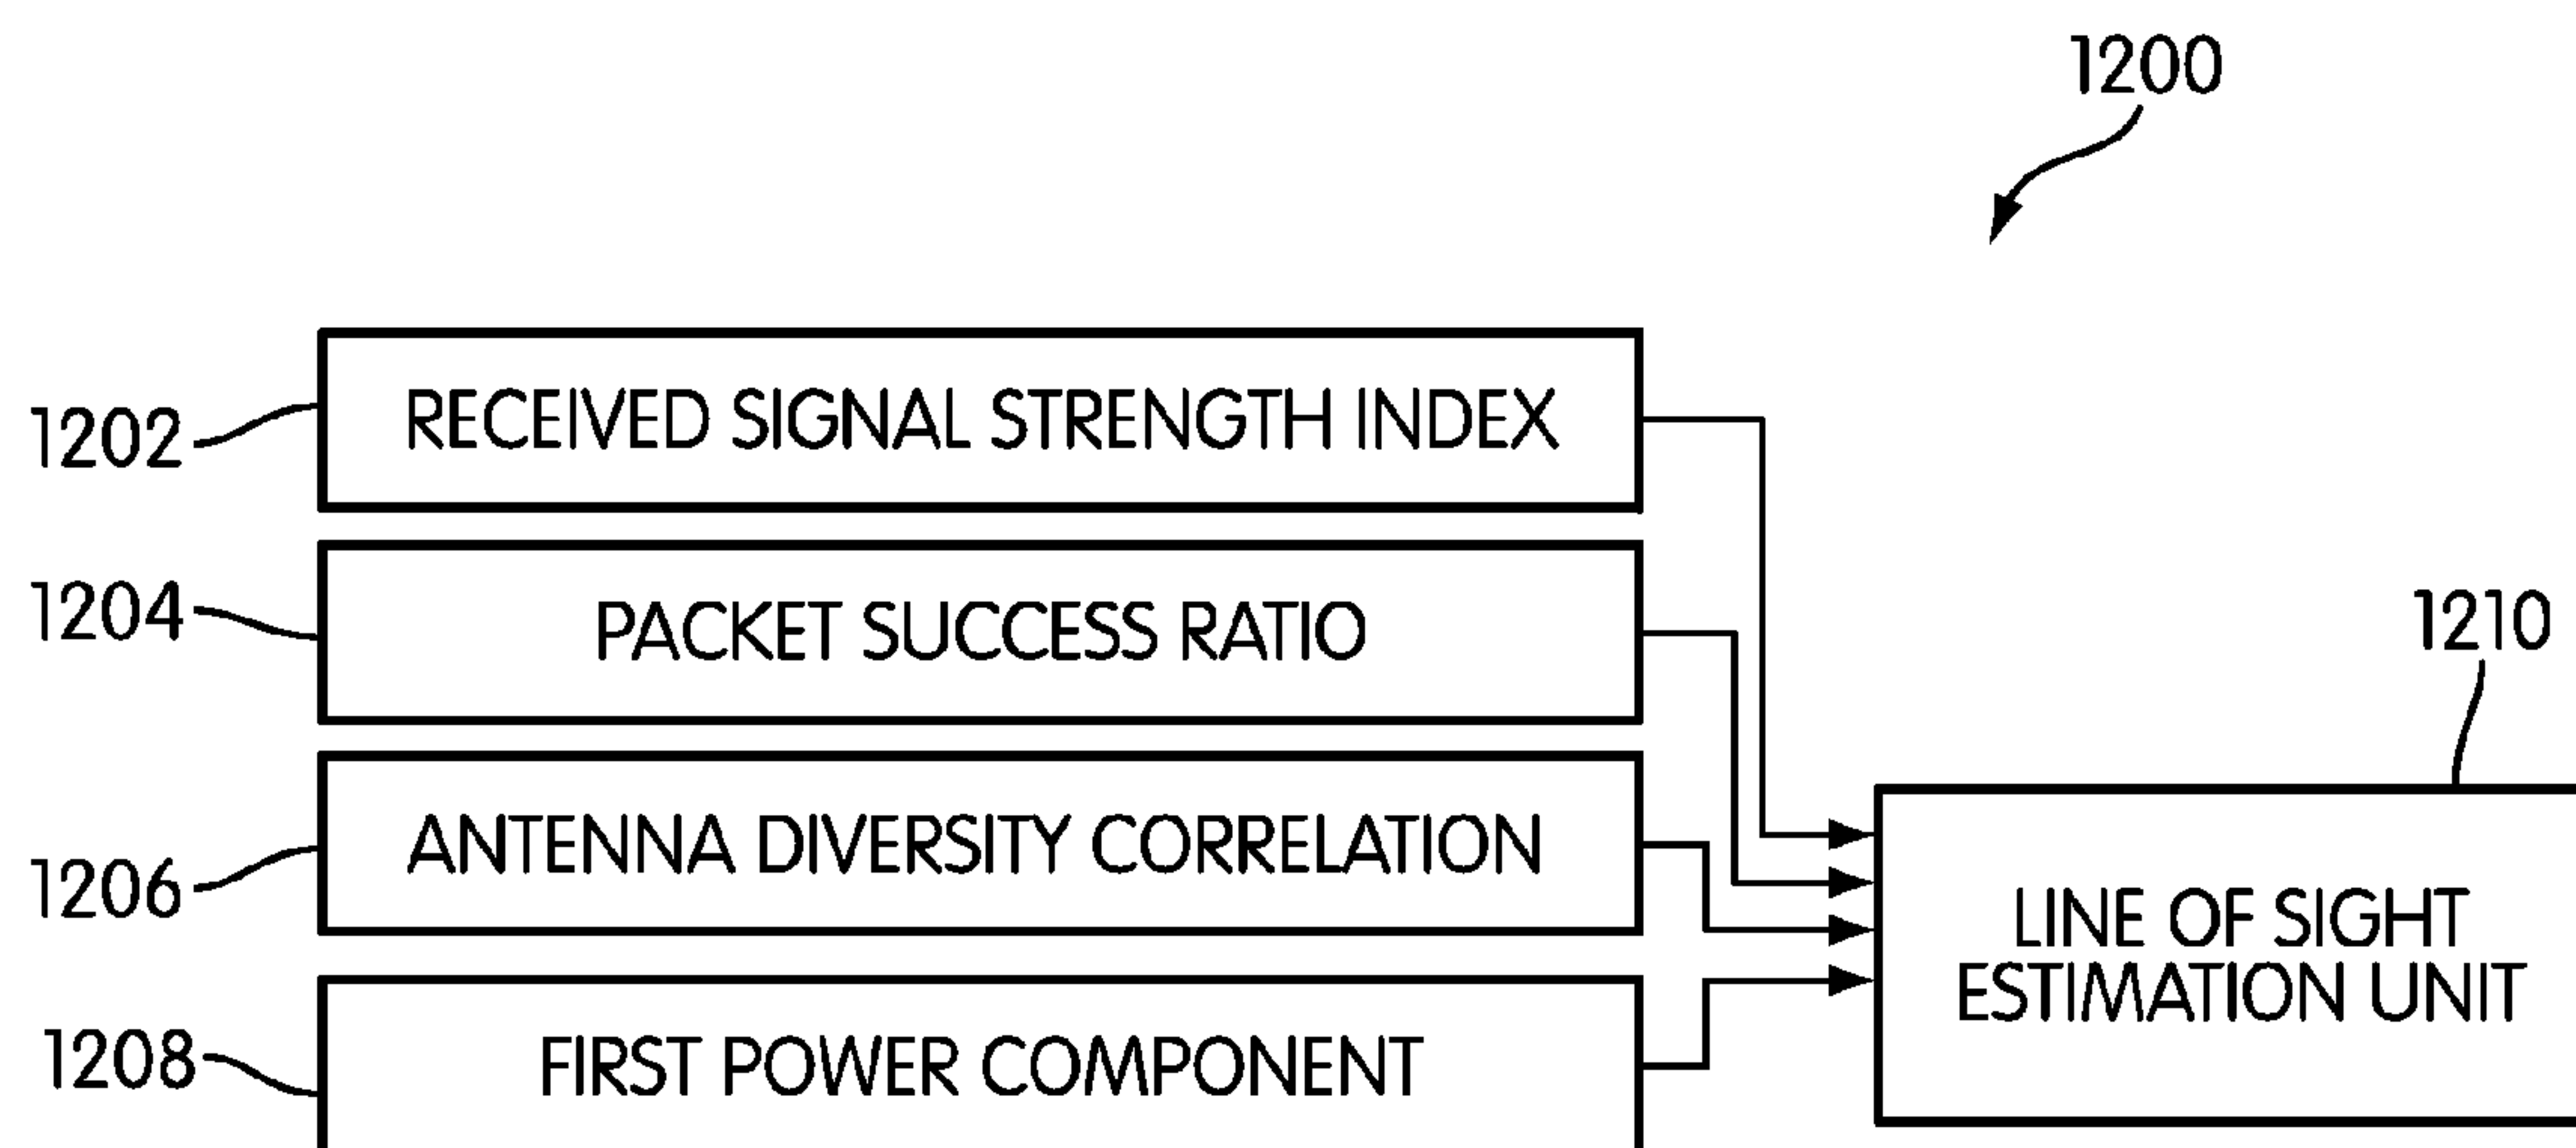 1200
1202
RECEIVED SIGNAL STRENGTH INDEX
1204
PACKET SUCCESS RATIO
1206
ANTENNA DIVERSITY CORRELATION
1208
FIRST POWER COMPONENT
1210
LINE OF SIGHT
ESTIMATION UNIT